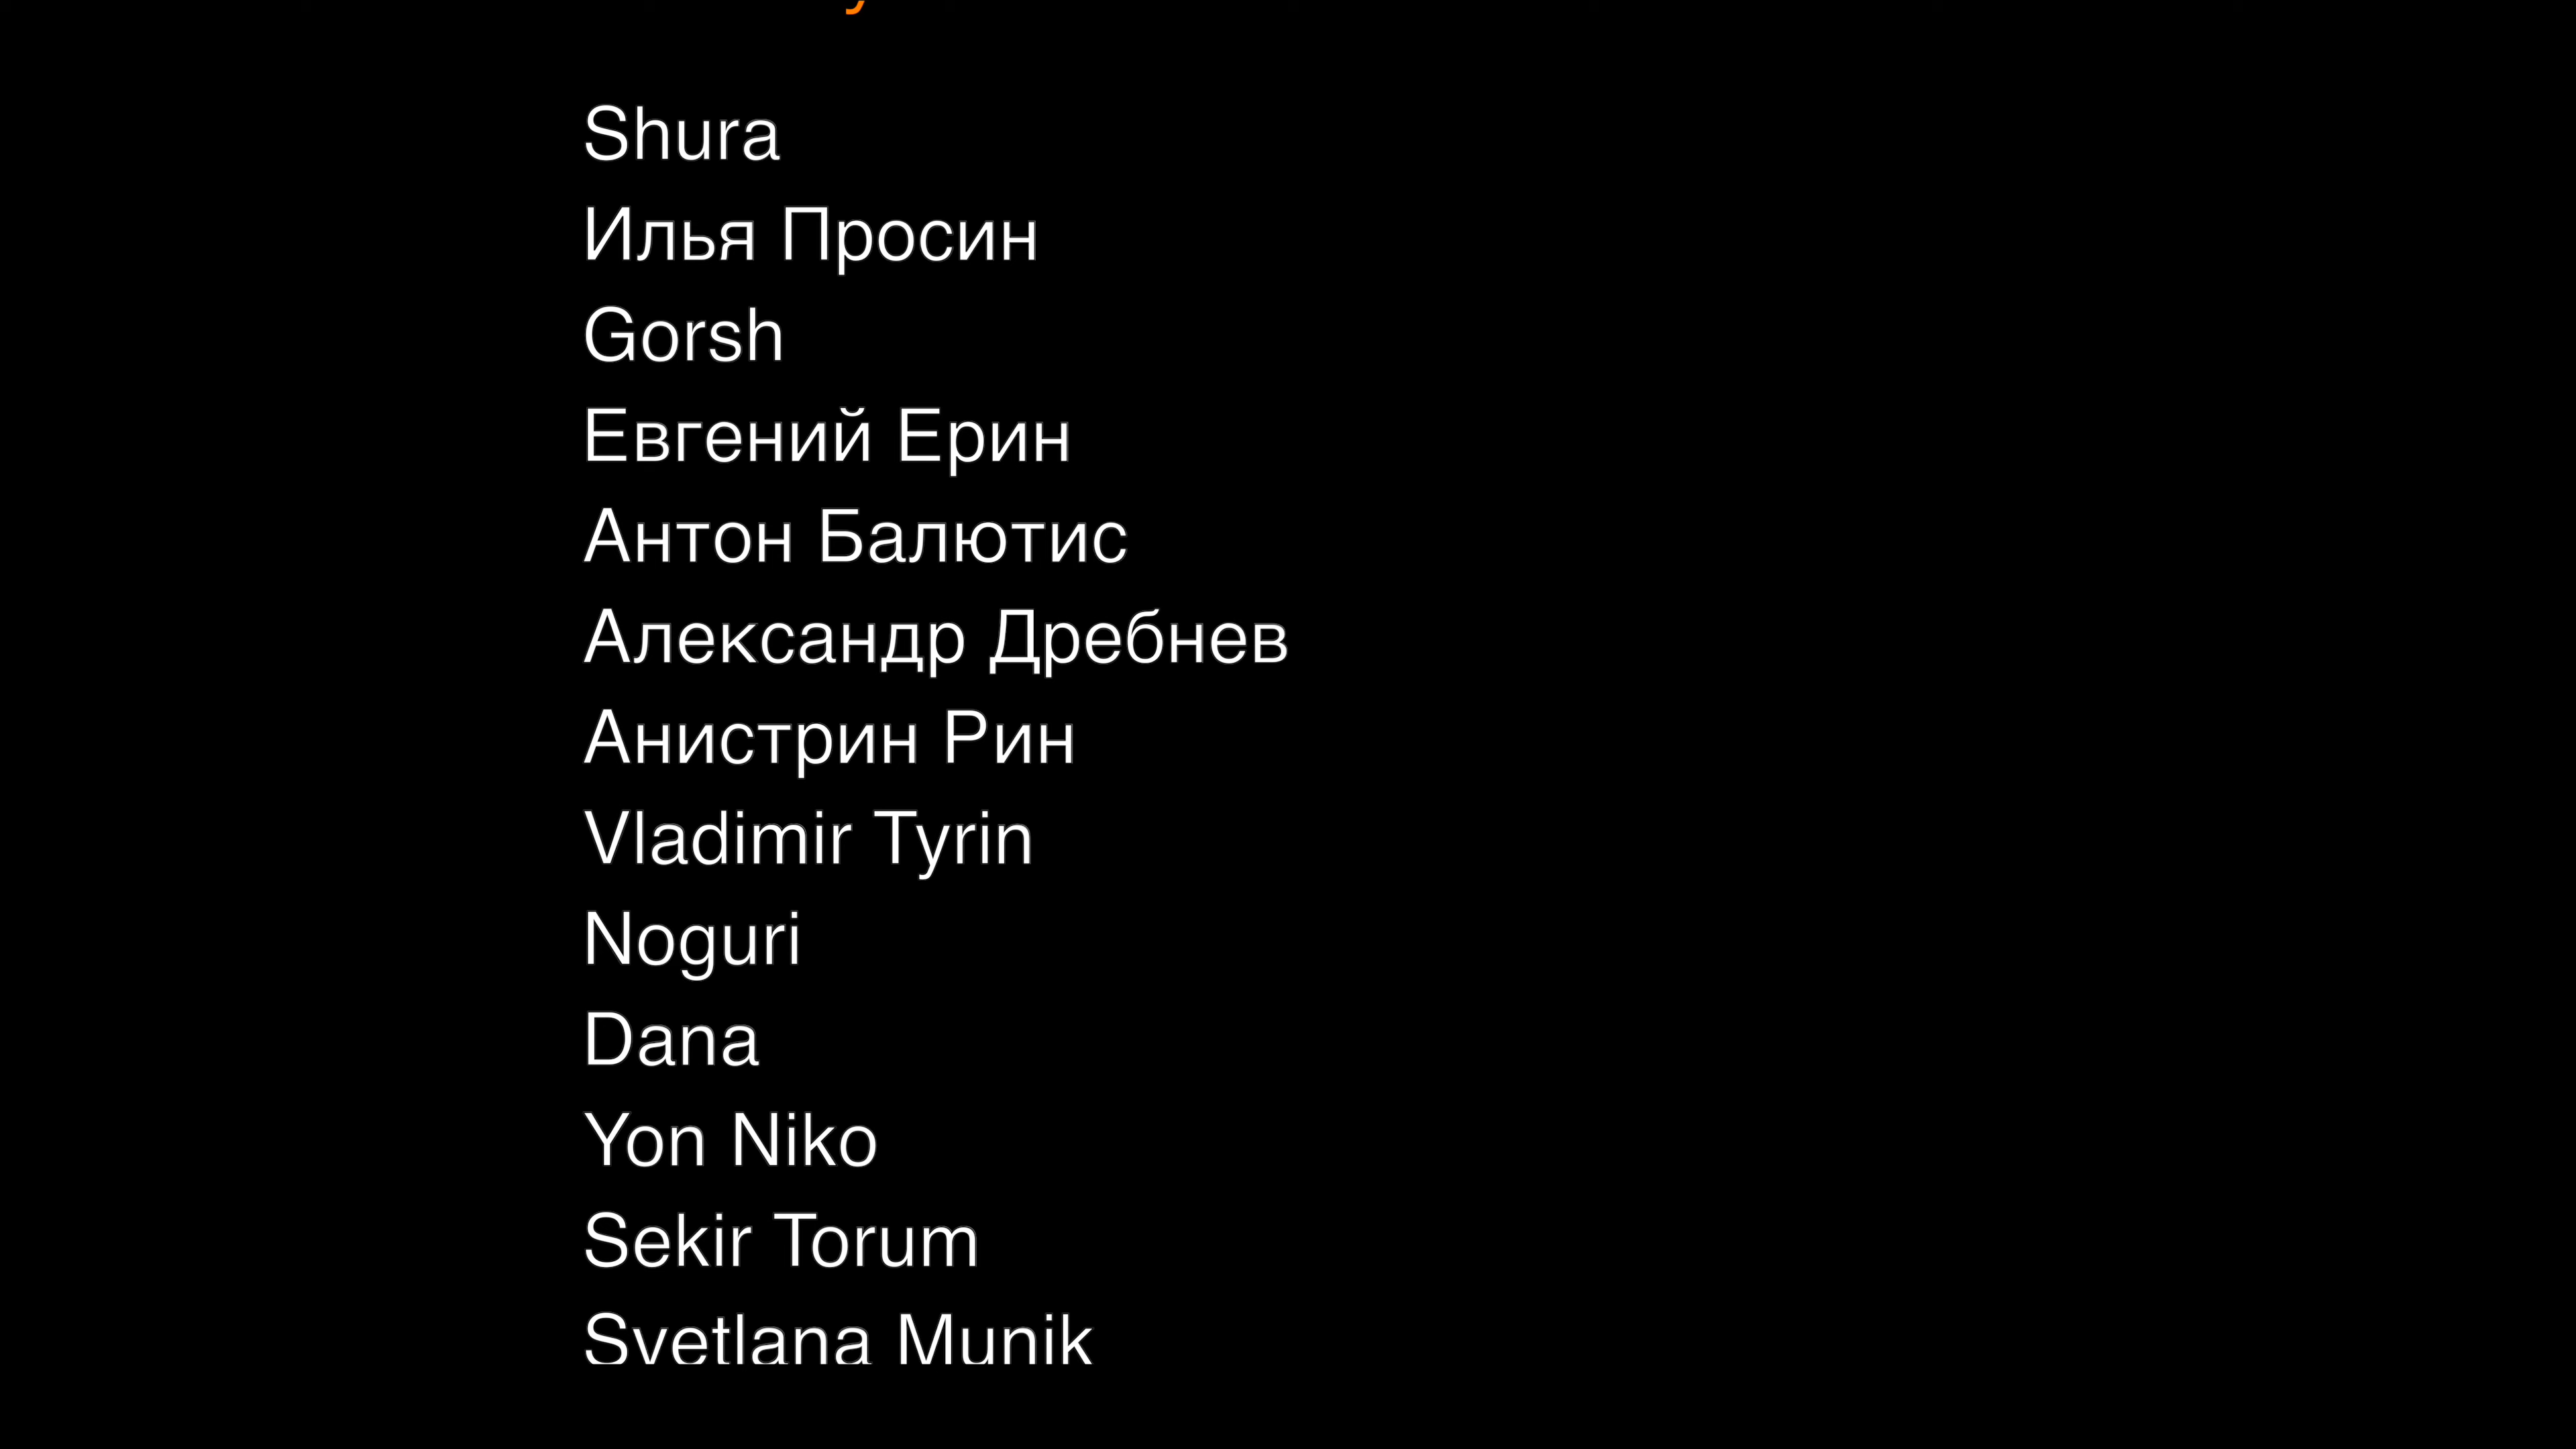 Shura
Илья Просин
Gorsh
Евгений Ерин
Антон Балютис
Александр Дребнев
Анистрин Рин
Vladimir Tyrin
Noguri
Dana
Yon Niko
Sekir Torum
Svetlana Munik